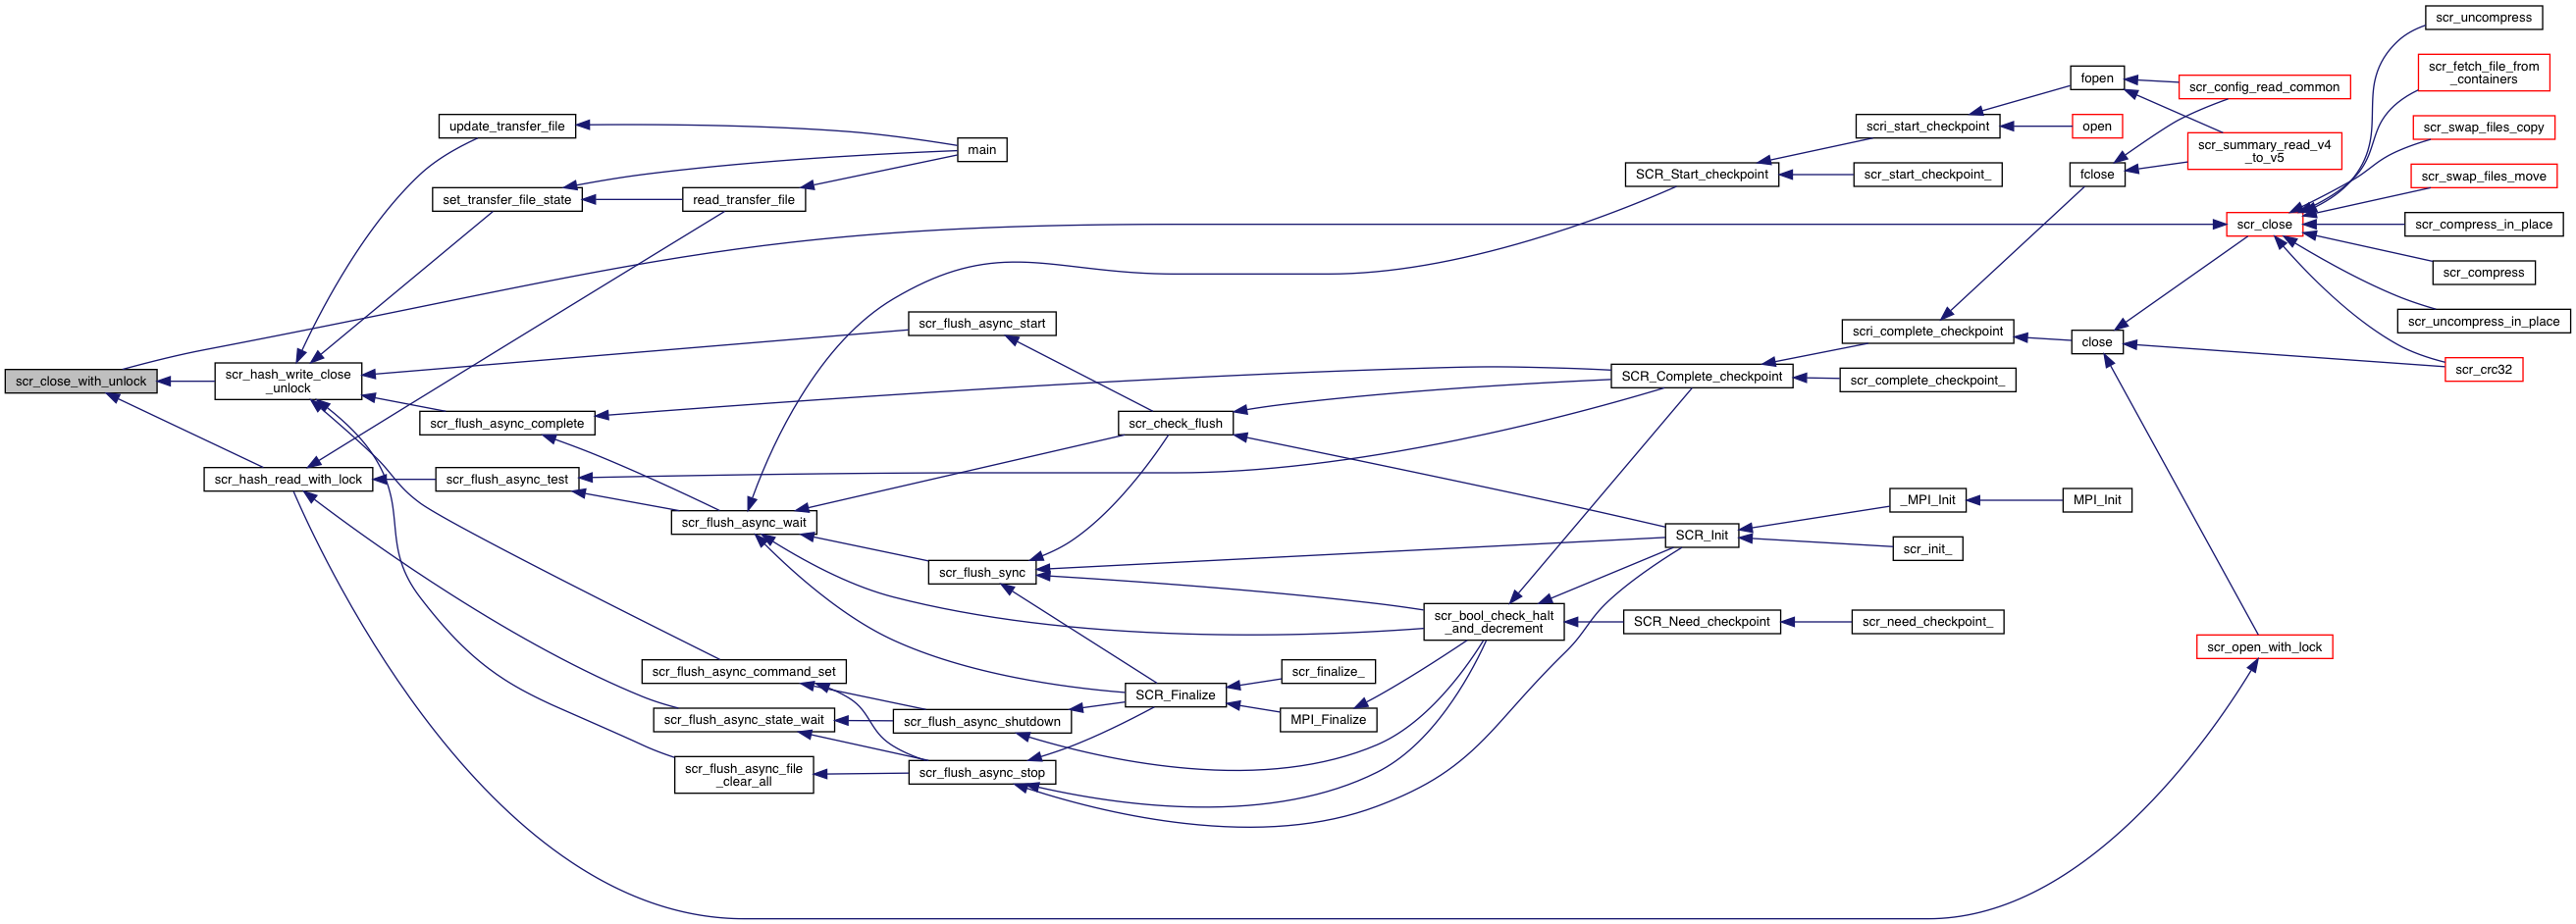 scr_close_with_unlock
scr_hash_write_close
_unlock
scr_hash_read_with_lock
update_transfer_file
set_transfer_file_state
scr_flush_async_complete
scr_flush_async_test
read_transfer_file
scr_flush_async_wait
scr_flush_async_command_set
scr_flush_async_state_wait
scr_flush_async_file
_clear_all
main
scr_flush_async_start
scr_flush_sync
scr_flush_async_shutdown
scr_flush_async_stop
scr_check_flush
SCR_Finalize
scr_finalize_
MPI_Finalize
scr_bool_check_halt
_and_decrement
SCR_Start_checkpoint
SCR_Complete_checkpoint
SCR_Init
SCR_Need_checkpoint
scri_start_checkpoint
scr_start_checkpoint_
scri_complete_checkpoint
scr_complete_checkpoint_
_MPI_Init
scr_init_
scr_need_checkpoint_
fopen
open
fclose
close
MPI_Init
scr_config_read_common
scr_summary_read_v4
_to_v5
scr_close
scr_open_with_lock
scr_uncompress
scr_fetch_file_from
_containers
scr_swap_files_copy
scr_swap_files_move
scr_compress_in_place
scr_compress
scr_uncompress_in_place
scr_crc32